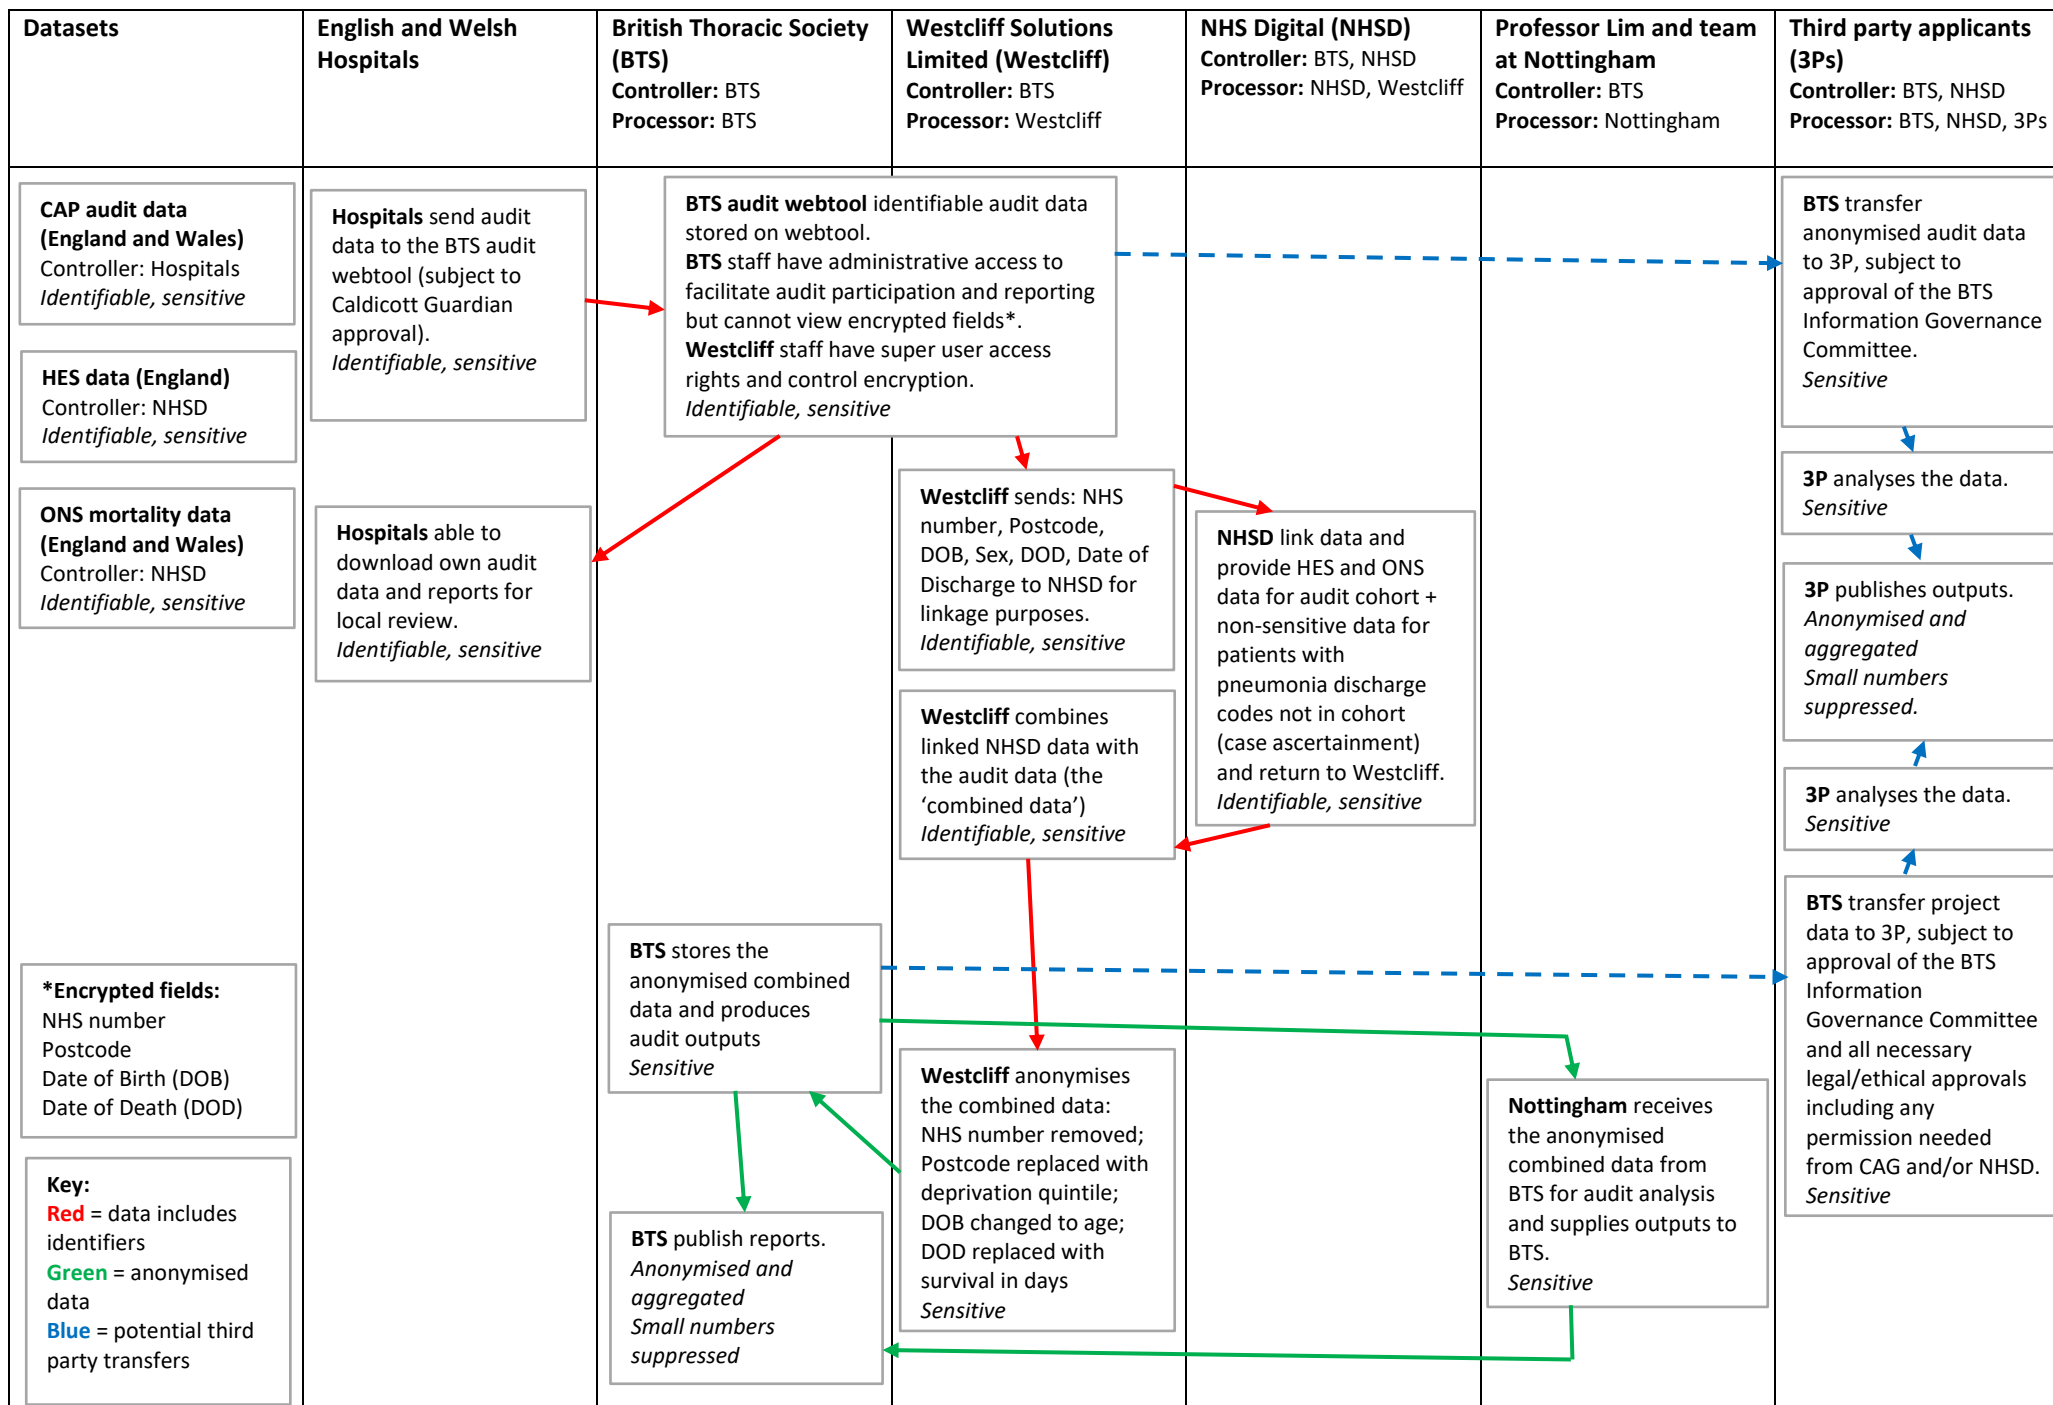 Datasets
English and Welsh
Hospitals
British Thoracic Society
(BTS)
Controller: BTS
Processor: BTS
Westcliff Solutions
Limited (Westcliff)
Controller: BTS
Processor: Westcliff
NHS Digital (NHSD)
Controller: BTS, NHSD
Processor: NHSD, Westcliff
Professor Lim and team
at Nottingham
Controller: BTS
Processor: Nottingham
Third party applicants
(3Ps)
Controller: BTS, NHSD
Processor: BTS, NHSD, 3Ps
CAP audit data
(England and Wales)
Controller: Hospitals
Identifiable, sensitive
HES data (England)
Controller: NHSD
Identifiable, sensitive
ONS mortality data
(England and Wales)
Controller: NHSD
Identifiable, sensitive
*Encrypted fields:
NHS number
Postcode
Date of Birth (DOB)
Date of Death (DOD)
Key:
Red = data includes
identifiers
Green = anonymised
data
Blue = potential third
party transfers
Hospitals send audit
data to the BTS audit
webtool (subject to
Caldicott Guardian
approval).
Identifiable, sensitive
Hospitals able to
download own audit
data and reports for
local review.
Identifiable, sensitive
BTS audit webtool identifiable audit data
stored on webtool.
BTS staff have administrative access to
facilitate audit participation and reporting
but cannot view encrypted fields*.
Westcliff staff have super user access
rights and control encryption.
Identifiable, sensitive
BTS stores the
anonymised combined
data and produces
audit outputs
Sensitive
BTS publish reports.
Anonymised and
aggregated
Small numbers
suppressed
Westcliff sends: NHS
number, Postcode,
DOB, Sex, DOD, Date of
Discharge to NHSD for
linkage purposes.
Identifiable, sensitive
Westcliff combines
linked NHSD data with
the audit data (the
‘combined data’)
Identifiable, sensitive
Westcliff anonymises
the combined data:
NHS number removed;
Postcode replaced with
deprivation quintile;
DOB changed to age;
DOD replaced with
survival in days
Sensitive
NHSD link data and
provide HES and ONS
data for audit cohort +
non-sensitive data for
patients with
pneumonia discharge
codes not in cohort
(case ascertainment)
and return to Westcliff.
Identifiable, sensitive
Nottingham receives
the anonymised
combined data from
BTS for audit analysis
and supplies outputs to
BTS.
Sensitive
BTS transfer
anonymised audit data
to 3P, subject to
approval of the BTS
Information Governance
Committee.
Sensitive
3P analyses the data.
Sensitive
3P publishes outputs.
Anonymised and
aggregated
Small numbers
suppressed.
3P analyses the data.
Sensitive
BTS transfer project
data to 3P, subject to
approval of the BTS
Information
Governance Committee
and all necessary
legal/ethical approvals
including any
permission needed
from CAG and/or NHSD.
Sensitive